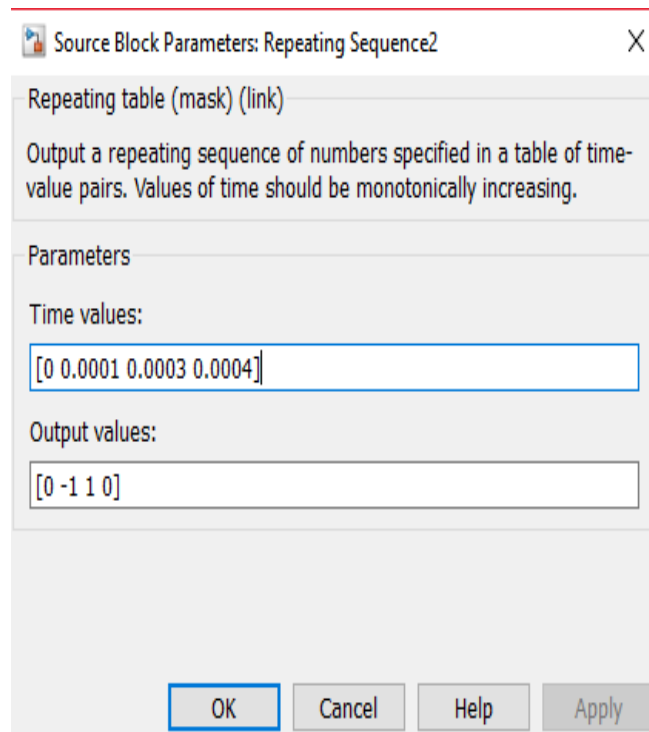 Source Block Parameters: Repeating Sequence2
Repeating table (mask) (link)
Output a repeating sequence of numbers specified in a table of time-
value pairs. Values of time should be monotonically increasing.
Parameters
Time values:
[0 0.0001 0.0003 0.0004]
Output values:
[0 -1 1 0]
OK Cancel Help Apply